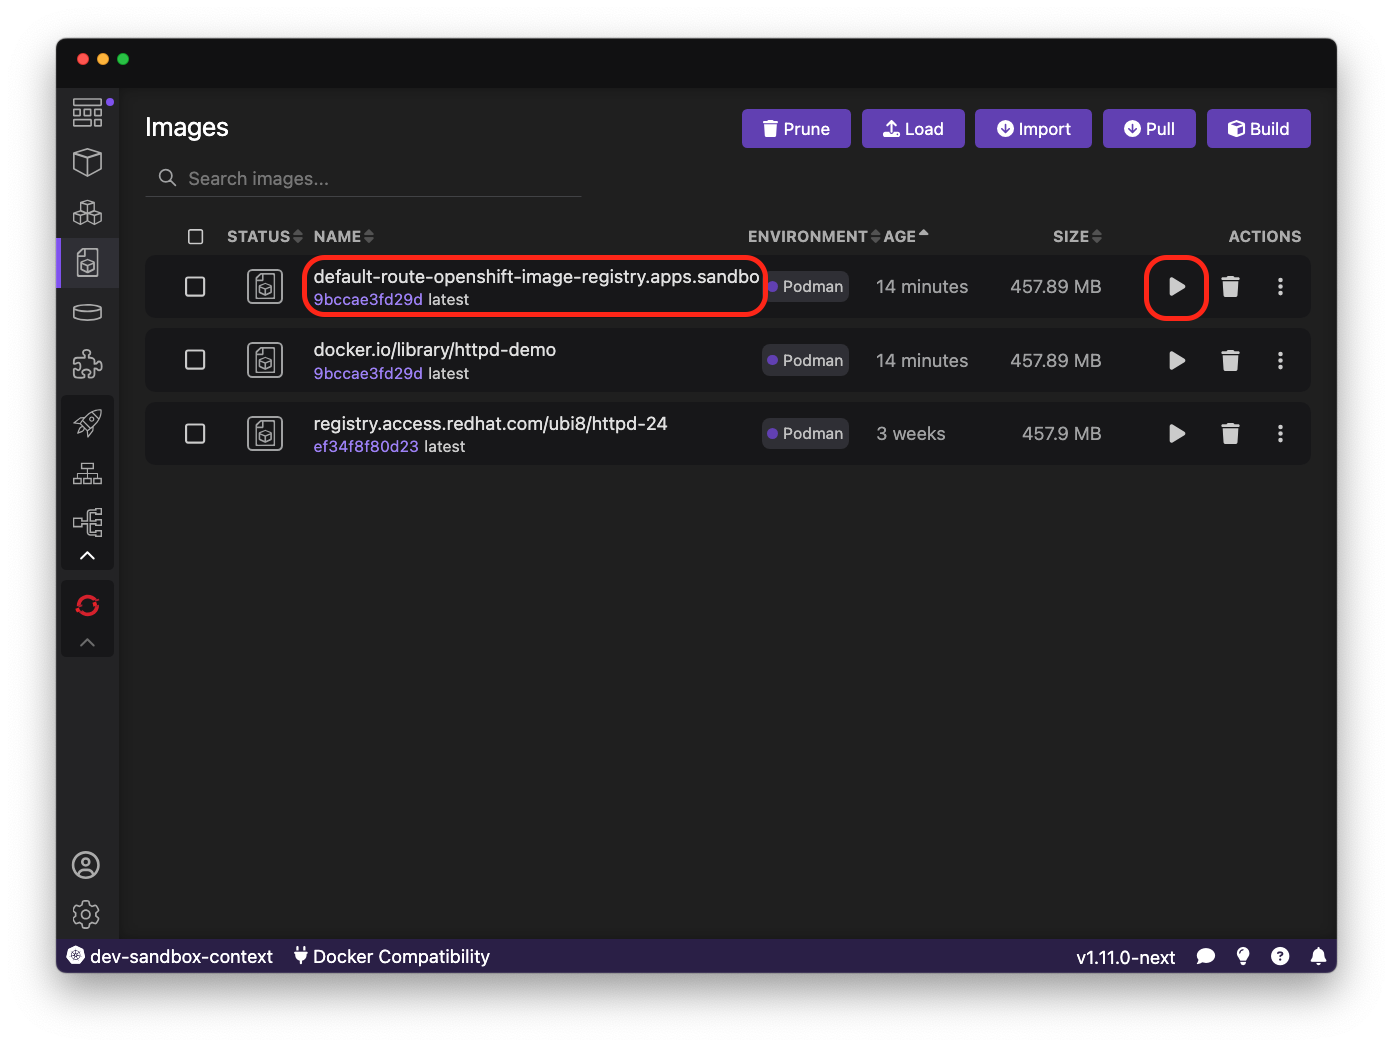 Images
Prune
Load
Import
Pull
Build
Search images...
STATUS NAME ENVIRONMENT AGE SIZE ACTIONS
default-route-openshift-image-registry.apps.sandbo
9bccae3fd29d latest
Podman 14 minutes 457.89 MB
docker.io/library/httpd-demo
9bccae3fd29d latest
Podman 14 minutes 457.89 MB
registry.access.redhat.com/ubi8/httpd-24
ef34f8f80d23 latest
Podman 3 weeks 457.9 MB
dev-sandbox-context Docker Compatibility v1.11.0-next